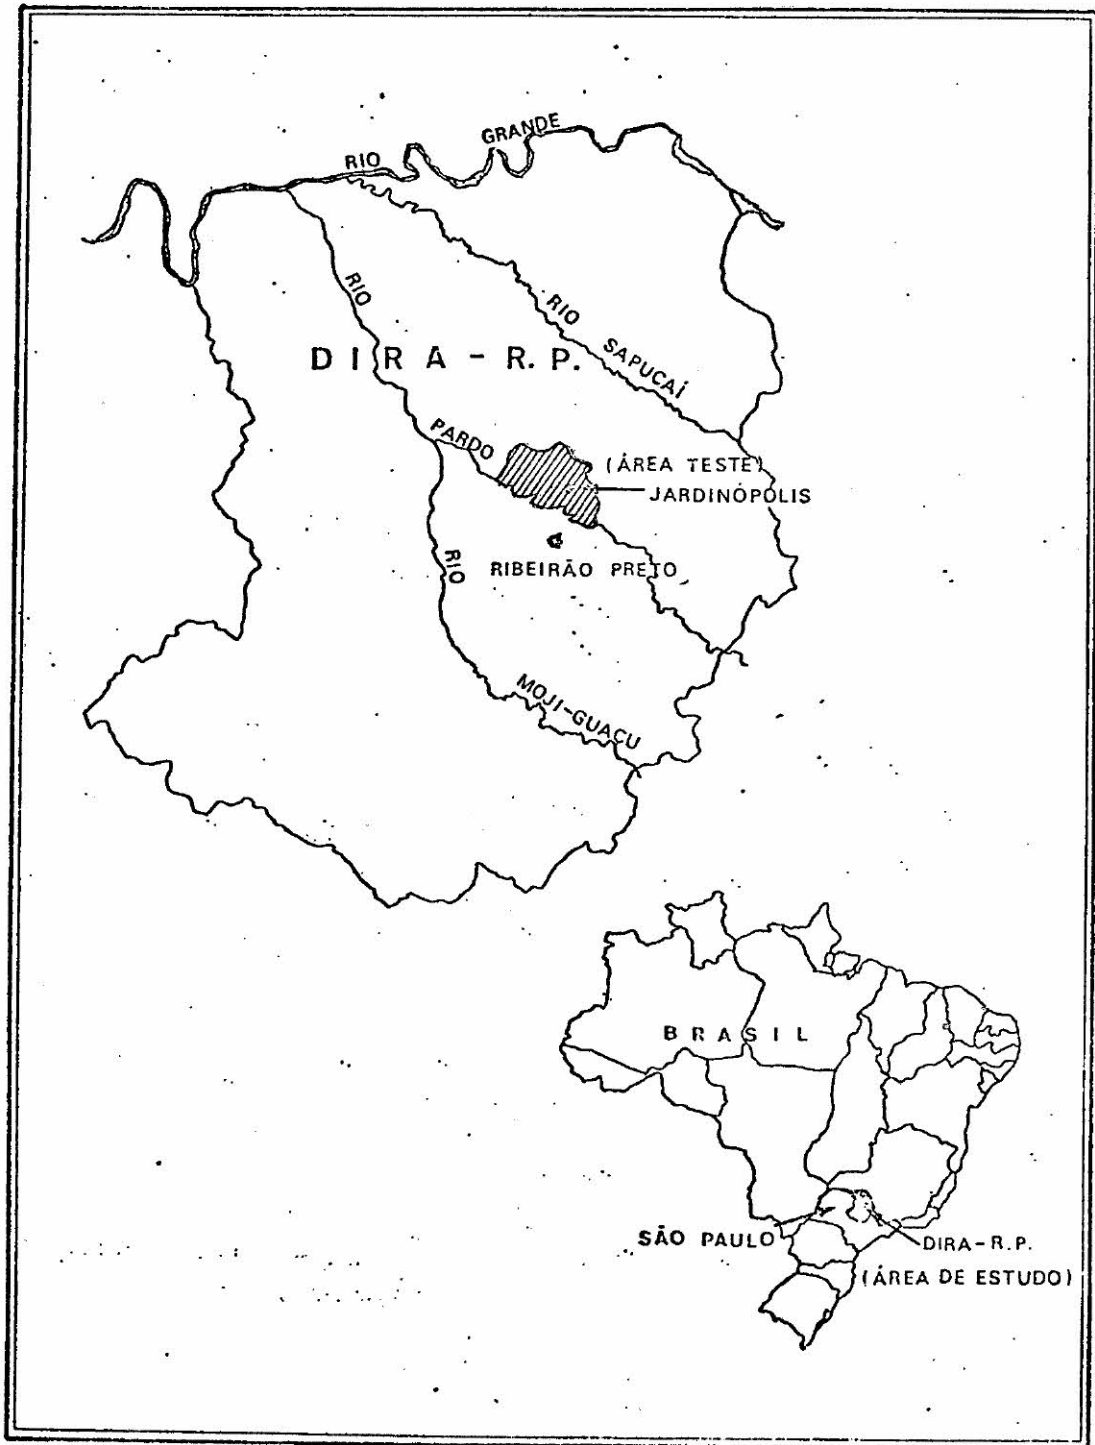 RIO GRANDE
RIO PARDO
D I R A - R. P.
RIO SAPUCAÍ
(ÁREA TESTE)
JARDINÓPOLIS
RIBEIRÃO PRETO
RIO MOJI-GUAÇU
B R A S I L
SÃO PAULO
DIRA-R.P.
(ÁREA DE ESTUDO)